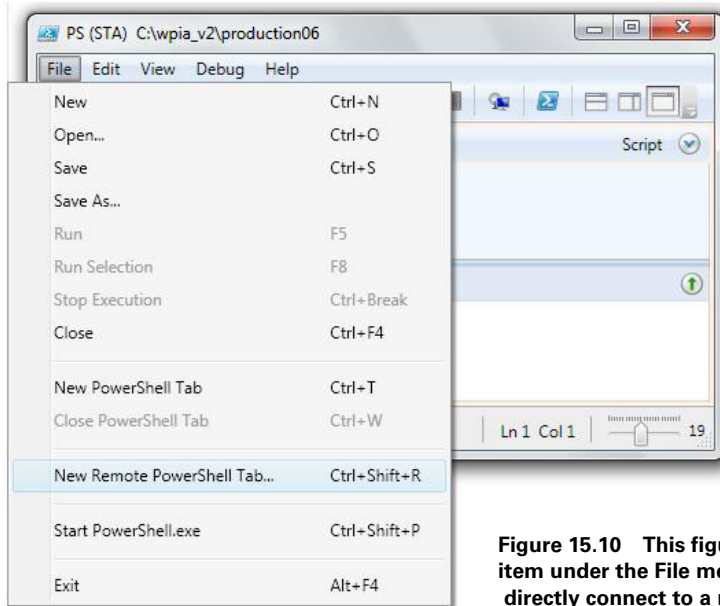 PS (STA) C:\wpia_v2\production06
File Edit View Debug Help
New Ctrl+N
Open... Ctrl+O
Save Ctrl+S
Script
Save As...
Run F5
Run Selection F8
Stop Execution Ctrl+Break
Close Ctrl+F4
New PowerShell Tab Ctrl+T
Close PowerShell Tab Ctrl+W
Ln 1 Col 1 19
New Remote PowerShell Tab... Ctrl+Shift+R
Start PowerShell.exe Ctrl+Shift+P
Exit Alt+F4
Figure 15.10 This
item under the File
directly connect to a